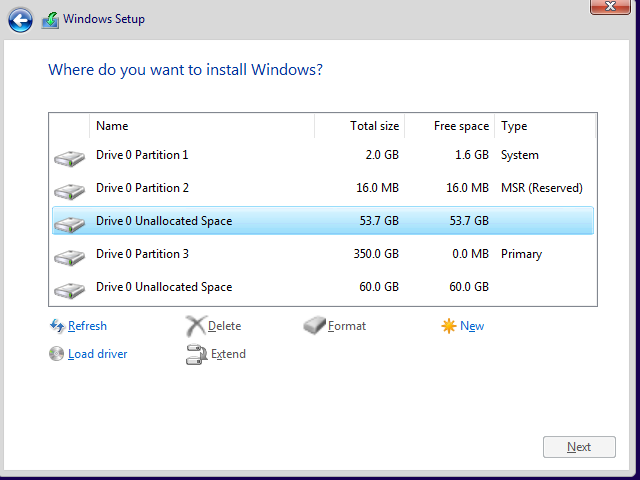 Windows Setup
Where do you want to install Windows?
Name Total size Free space Type
Drive 0 Partition 1 2.0 GB 1.6 GB System
Drive 0 Partition 2 16.0 MB 16.0 MB MSR (Reserved)
Drive 0 Unallocated Space 53.7 GB 53.7 GB
Drive 0 Partition 3 350.0 GB 0.0 MB Primary
Drive 0 Unallocated Space 60.0 GB 60.0 GB
Refresh Delete Format New
Load driver Extend
Next